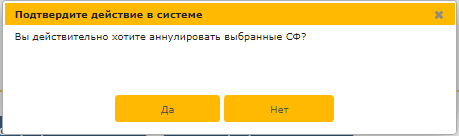 Подтвердите действие в системе
Вы действительно хотите аннулировать выбранные СФ?
Да Нет